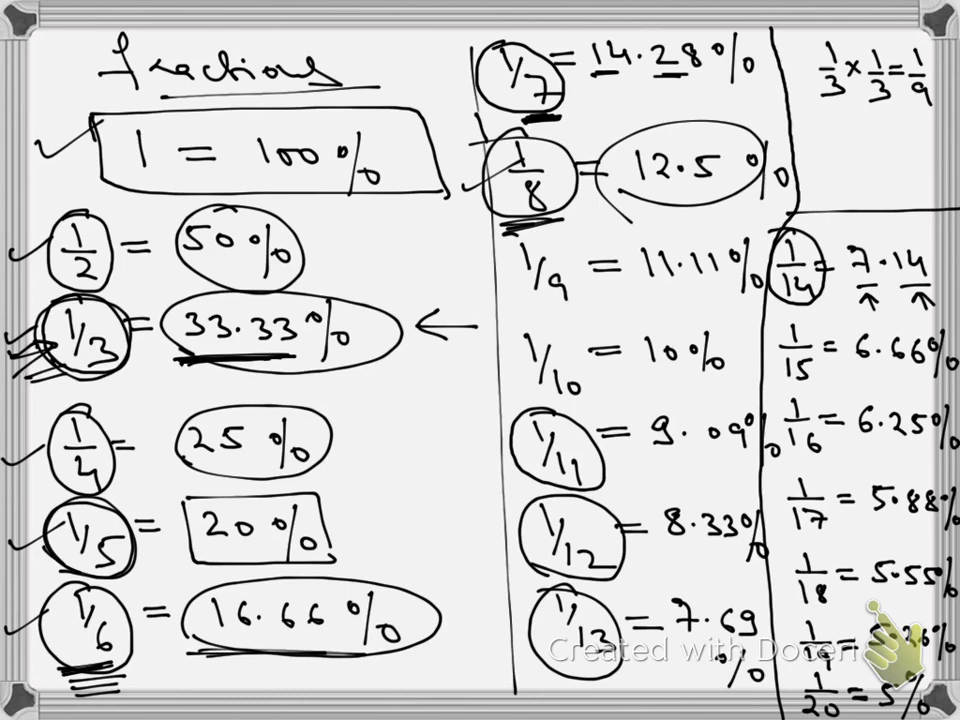 fractions
1 = 100%
1/2 = 50%
1/3 = 33.33%
1/4 = 25%
1/5 = 20%
1/6 = 16.66%
1/7 = 14.28%
1/8 = 12.5%
1/9 = 11.11%
1/10 = 10%
1/11 = 9.09%
1/12 = 8.33%
1/13 = 7.69
%
1/3 × 1/3 = 1/9
1/14 = 7.14
1/15 = 6.66%
1/16 = 6.25%
1/17 = 5.88%
1/18 = 5.55%
1/19 = 5.26%
1/20 = 5%
Created with Doceri